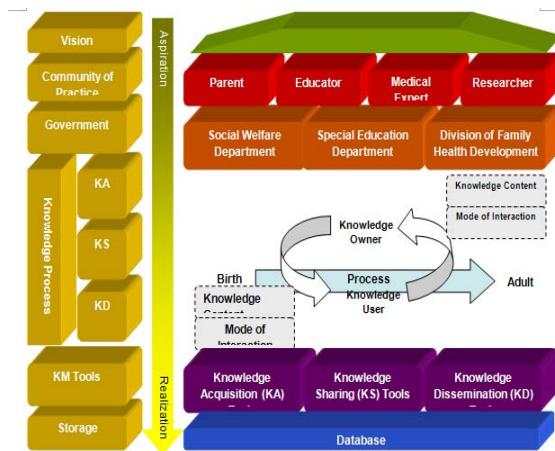 Vision
Community of
Practice
Government
Knowledge Process
KA
KS
KD
KM Tools
Storage
Aspiration
Realization
Parent
Educator
Medical
Expert
Researcher
Social Welfare
Department
Special Education
Department
Division of Family
Health Development
Knowledge Content
Mode of Interaction
Knowledge
Owner
Birth
Process
Adult
Knowledge
User
Knowledge
Content
Mode of
Interaction
Knowledge
Acquisition (KA)
Knowledge
Sharing (KS) Tools
Knowledge
Dissemination (KD)
Database